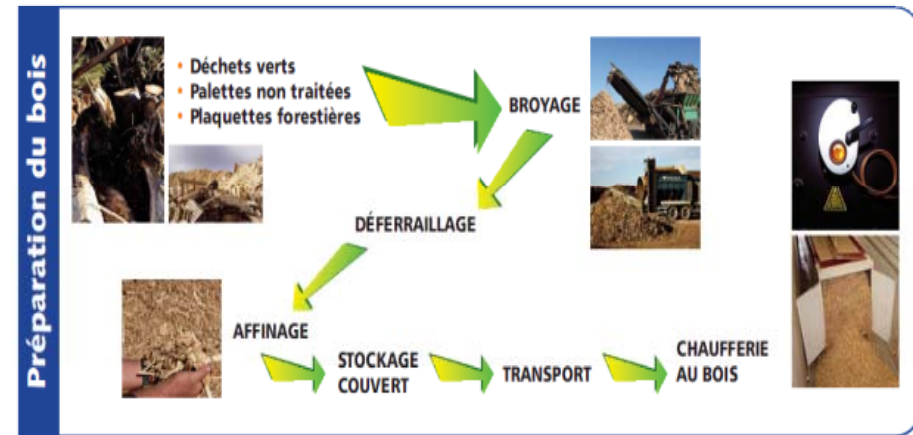 Préparation du bois
• Déchets verts
• Palettes non traitées
• Plaquettes forestières
BROYAGE
DÉFERRAILLAGE
AFFINAGE
STOCKAGE
COUVERT
TRANSPORT
CHAUFFERIE
AU BOIS